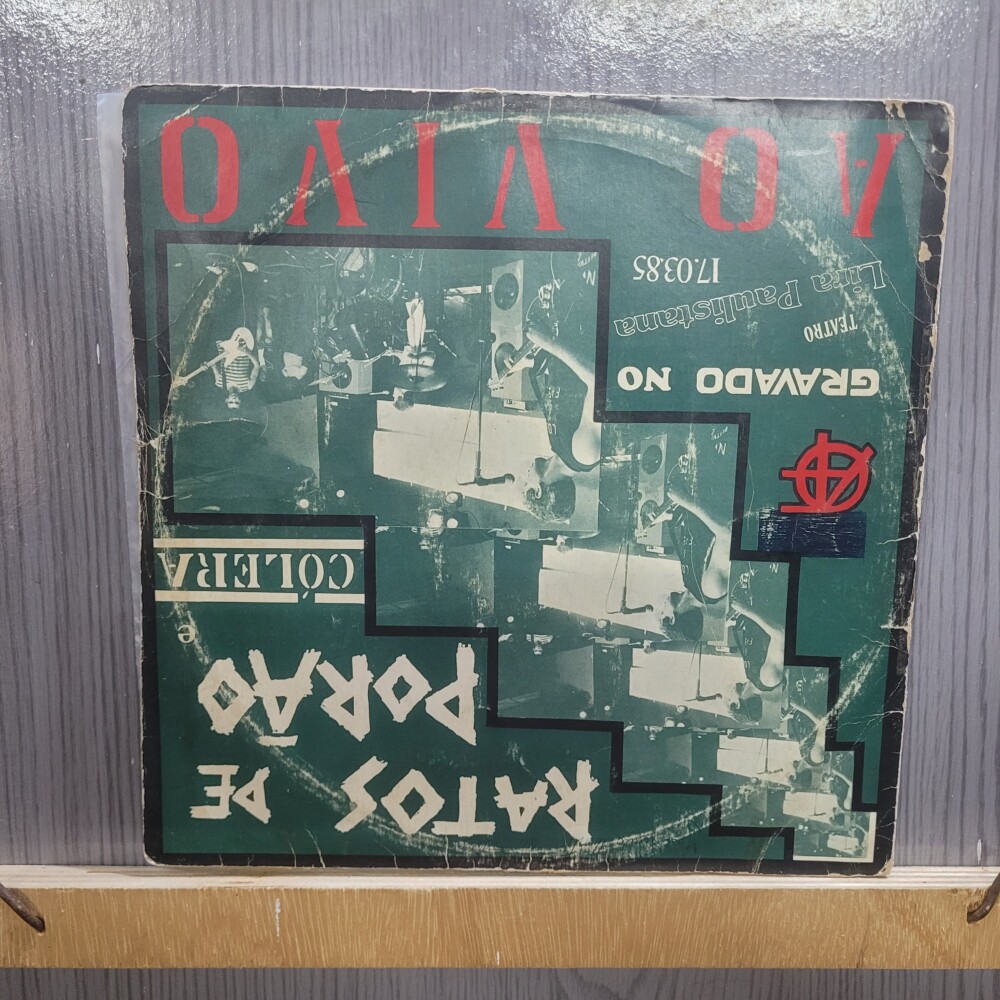 RATOS DE
PORÃO
e
CÓLERA
GRAVADO NO
TEATRO
Lira Paulistana
17.03.85
AO VIVO